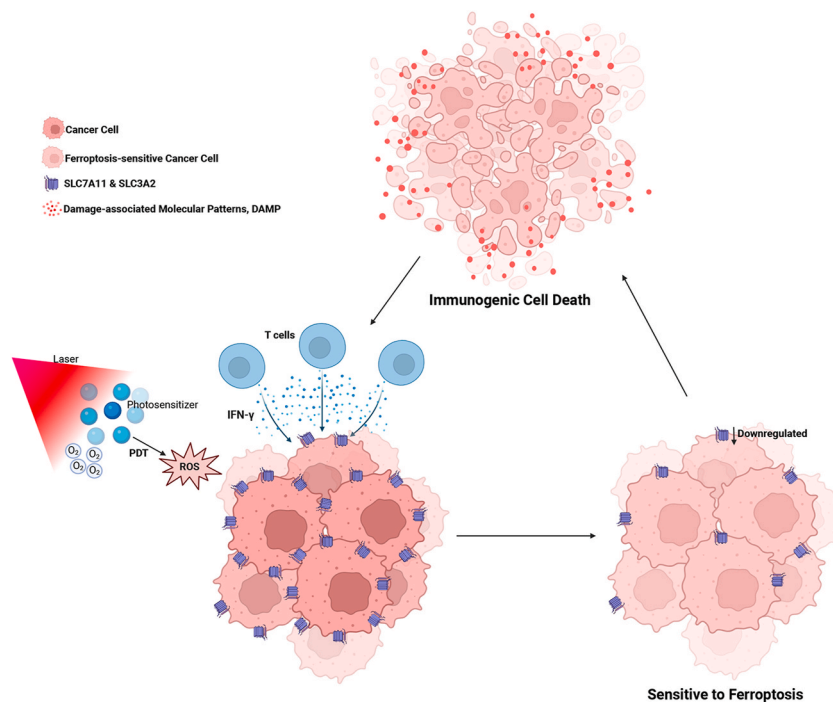 Cancer Cell
Ferroptosis-sensitive Cancer Cell
SLC7A11 & SLC3A2
Damage-associated Molecular Patterns, DAMP
Immunogenic Cell Death
T cells
Laser
Photosensitizer
IFN-γ
O2
O2
O2
O2
PDT
ROS
Downregulated
Sensitive to Ferroptosis